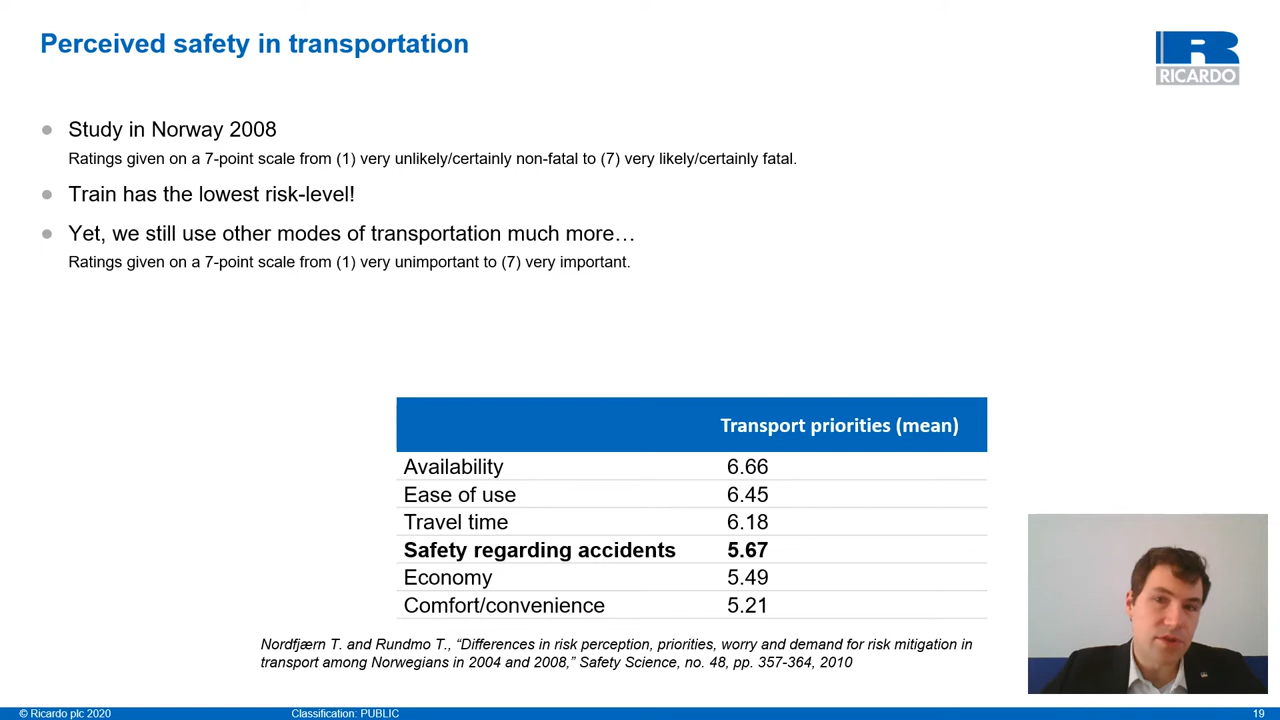 Perceived safety in transportation
RICARDO
Study in Norway 2008
Ratings given on a 7-point scale from (1) very unlikely/certainly non-fatal to (7) very likely/certainly fatal.
Train has the lowest risk-level!
Yet, we still use other modes of transportation much more…
Ratings given on a 7-point scale from (1) very unimportant to (7) very important.
Transport priorities (mean)
Availability 6.66
Ease of use 6.45
Travel time 6.18
Safety regarding accidents 5.67
Economy 5.49
Comfort/convenience 5.21
Nordfjærn T. and Rundmo T., “Differences in risk perception, priorities, worry and demand for risk mitigation in
transport among Norwegians in 2004 and 2008,” Safety Science, no. 48, pp. 357-364, 2010
© Ricardo plc 2020 Classification: PUBLIC 19